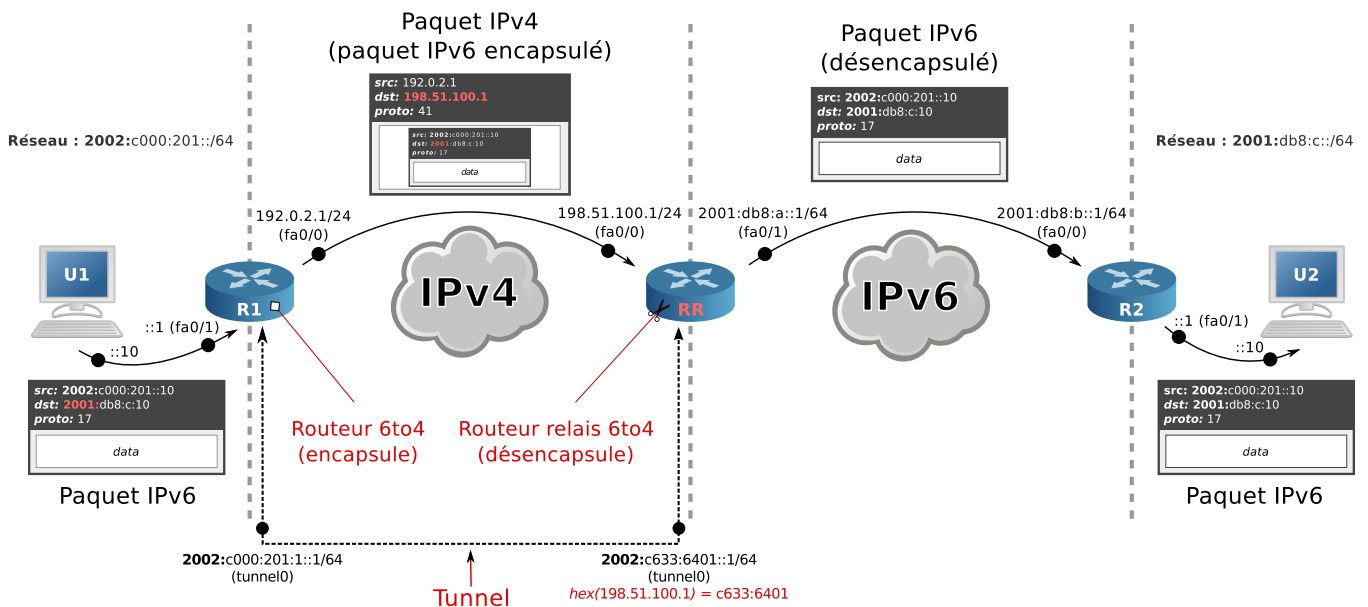 Paquet IPv4
(paquet IPv6 encapsulé)
src: 192.0.2.1
dst: 198.51.100.1
proto: 41
src: 2002:c000:201::10
dst: 2001:db8:c:10
proto: 17
data
Paquet IPv6
(désencapsulé)
src: 2002:c000:201::10
dst: 2001:db8:c:10
proto: 17
data
Réseau : 2002:c000:201::/64
Réseau : 2001:db8:c::/64
192.0.2.1/24
(fa0/0)
198.51.100.1/24
(fa0/0)
2001:db8:a::1/64
(fa0/1)
2001:db8:b::1/64
(fa0/0)
U1
R1
IPv4
RR
IPv6
R2
U2
::1 (fa0/1)
::10
::1 (fa0/1)
::10
src: 2002:c000:201::10
dst: 2001:db8:c:10
proto: 17
data
Paquet IPv6
Routeur 6to4
(encapsule)
Routeur relais 6to4
(désencapsule)
src: 2002:c000:201::10
dst: 2001:db8:c:10
proto: 17
data
Paquet IPv6
2002:c000:201:1::1/64
(tunnel0)
2002:c633:6401::1/64
(tunnel0)
hex(198.51.100.1) = c633:6401
Tunnel